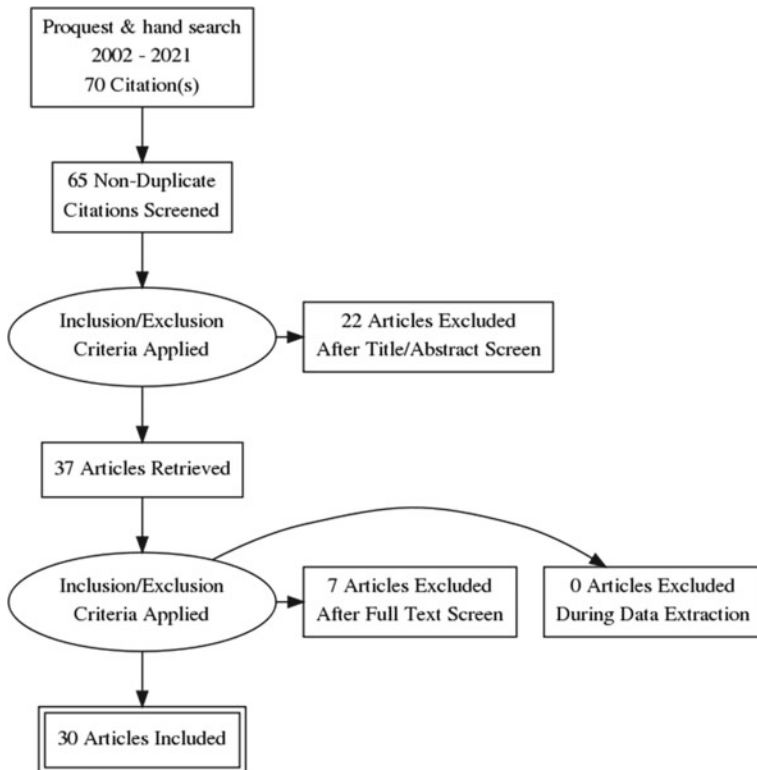 Proquest & hand search
2002 - 2021
70 Citation(s)
65 Non-Duplicate
Citations Screened
Inclusion/Exclusion
Criteria Applied
22 Articles Excluded
After Title/Abstract Screen
37 Articles Retrieved
Inclusion/Exclusion
Criteria Applied
7 Articles Excluded
After Full Text Screen
0 Articles Excluded
During Data Extraction
30 Articles Included